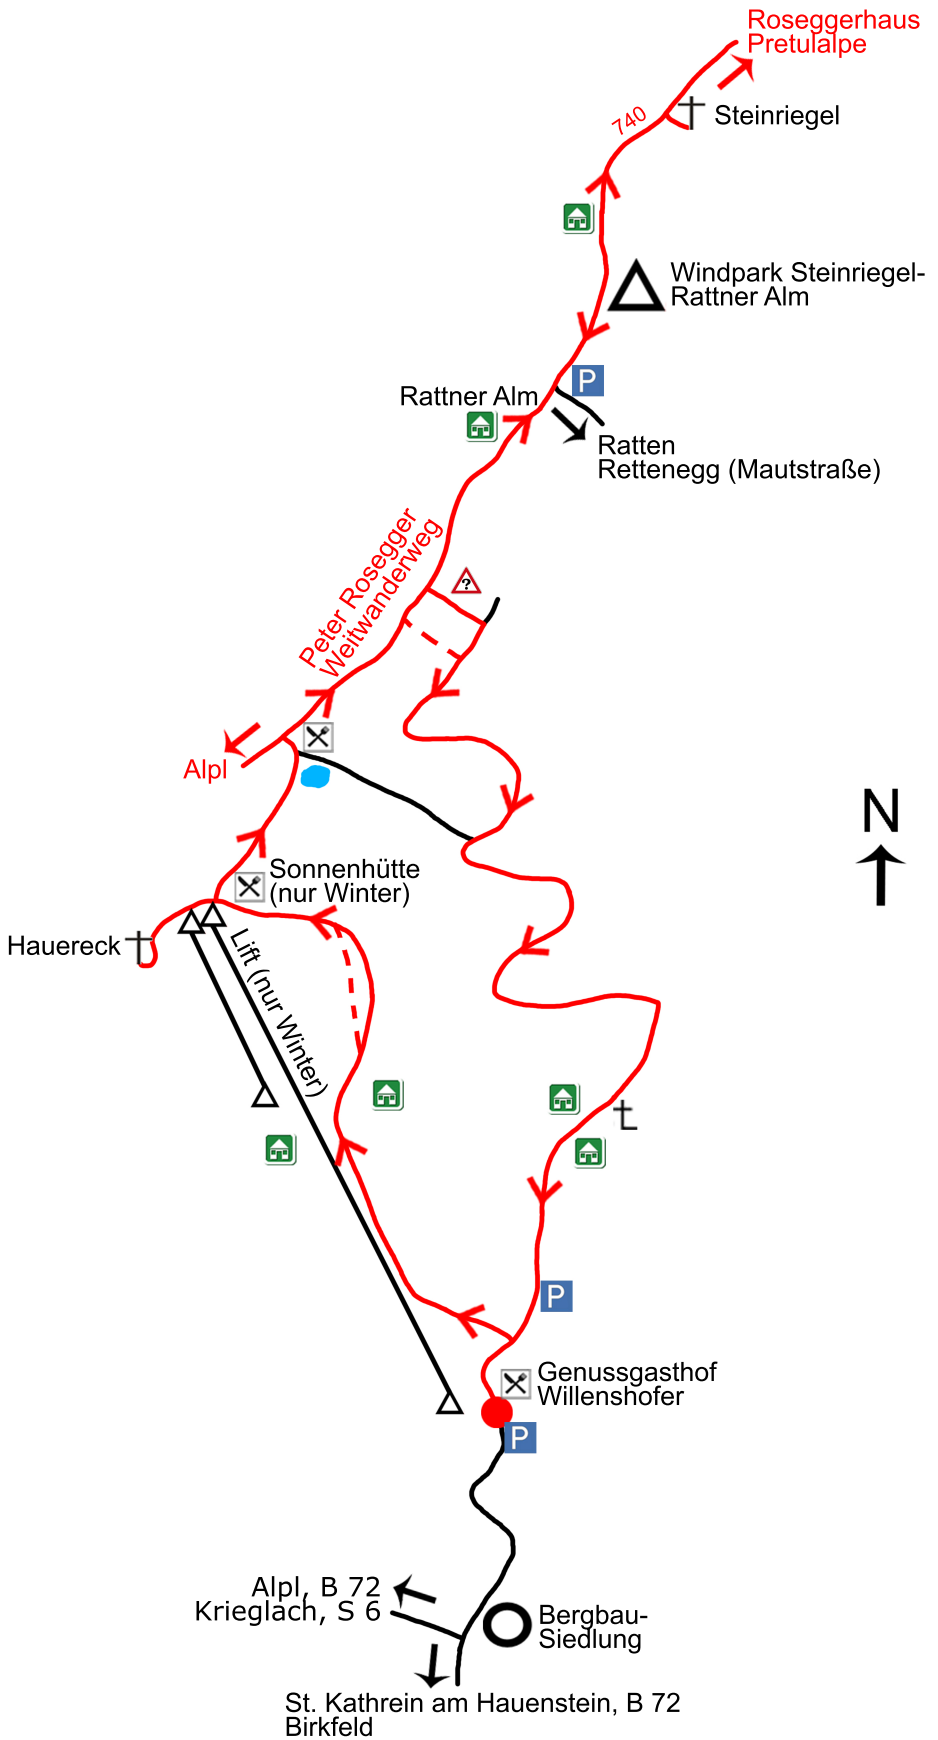 Roseggerhaus
Pretulalpe
740
Steinriegel
Windpark Steinriegel-
Rattner Alm
P
Rattner Alm
Ratten
Rettenegg (Mautstraße)
Peter Rosegger
Weitwanderweg
?
Alpl
N
Sonnenhütte
(nur Winter)
Hauereck
Lift (nur Winter)
P
Genussgasthof
Willenshofer
P
Alpl, B 72
Krieglach, S 6
Bergbau-
Siedlung
St. Kathrein am Hauenstein, B 72
Birkfeld